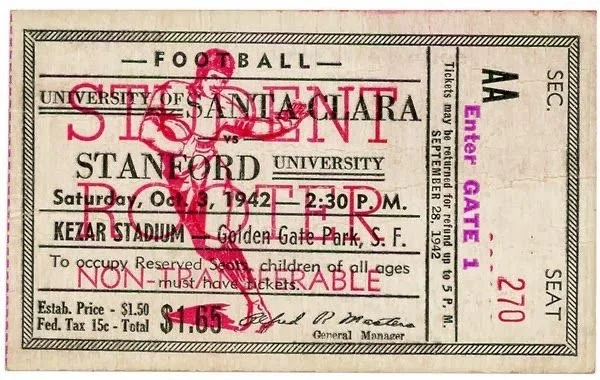 —FOOTBALL—
UNIVERSITY OF SANTA CLARA
STUDENT
VS
STANFORD UNIVERSITY
Saturday, Oct. 3, 1942 — 2:30 P. M.
ROOTER
KEZAR STADIUM — Golden Gate Park, S. F.
To occupy Reserved Seats, children of all ages
must have tickets.
NON-TRANSFERABLE
Estab. Price - $1.50
Fed. Tax 15c - Total $1.65
Alfred R. Masters
General Manager
Tickets may be returned for refund up to 5 P. M.
SEPTEMBER 28, 1942
Enter GATE 1
SEC.
AA
SEAT
270